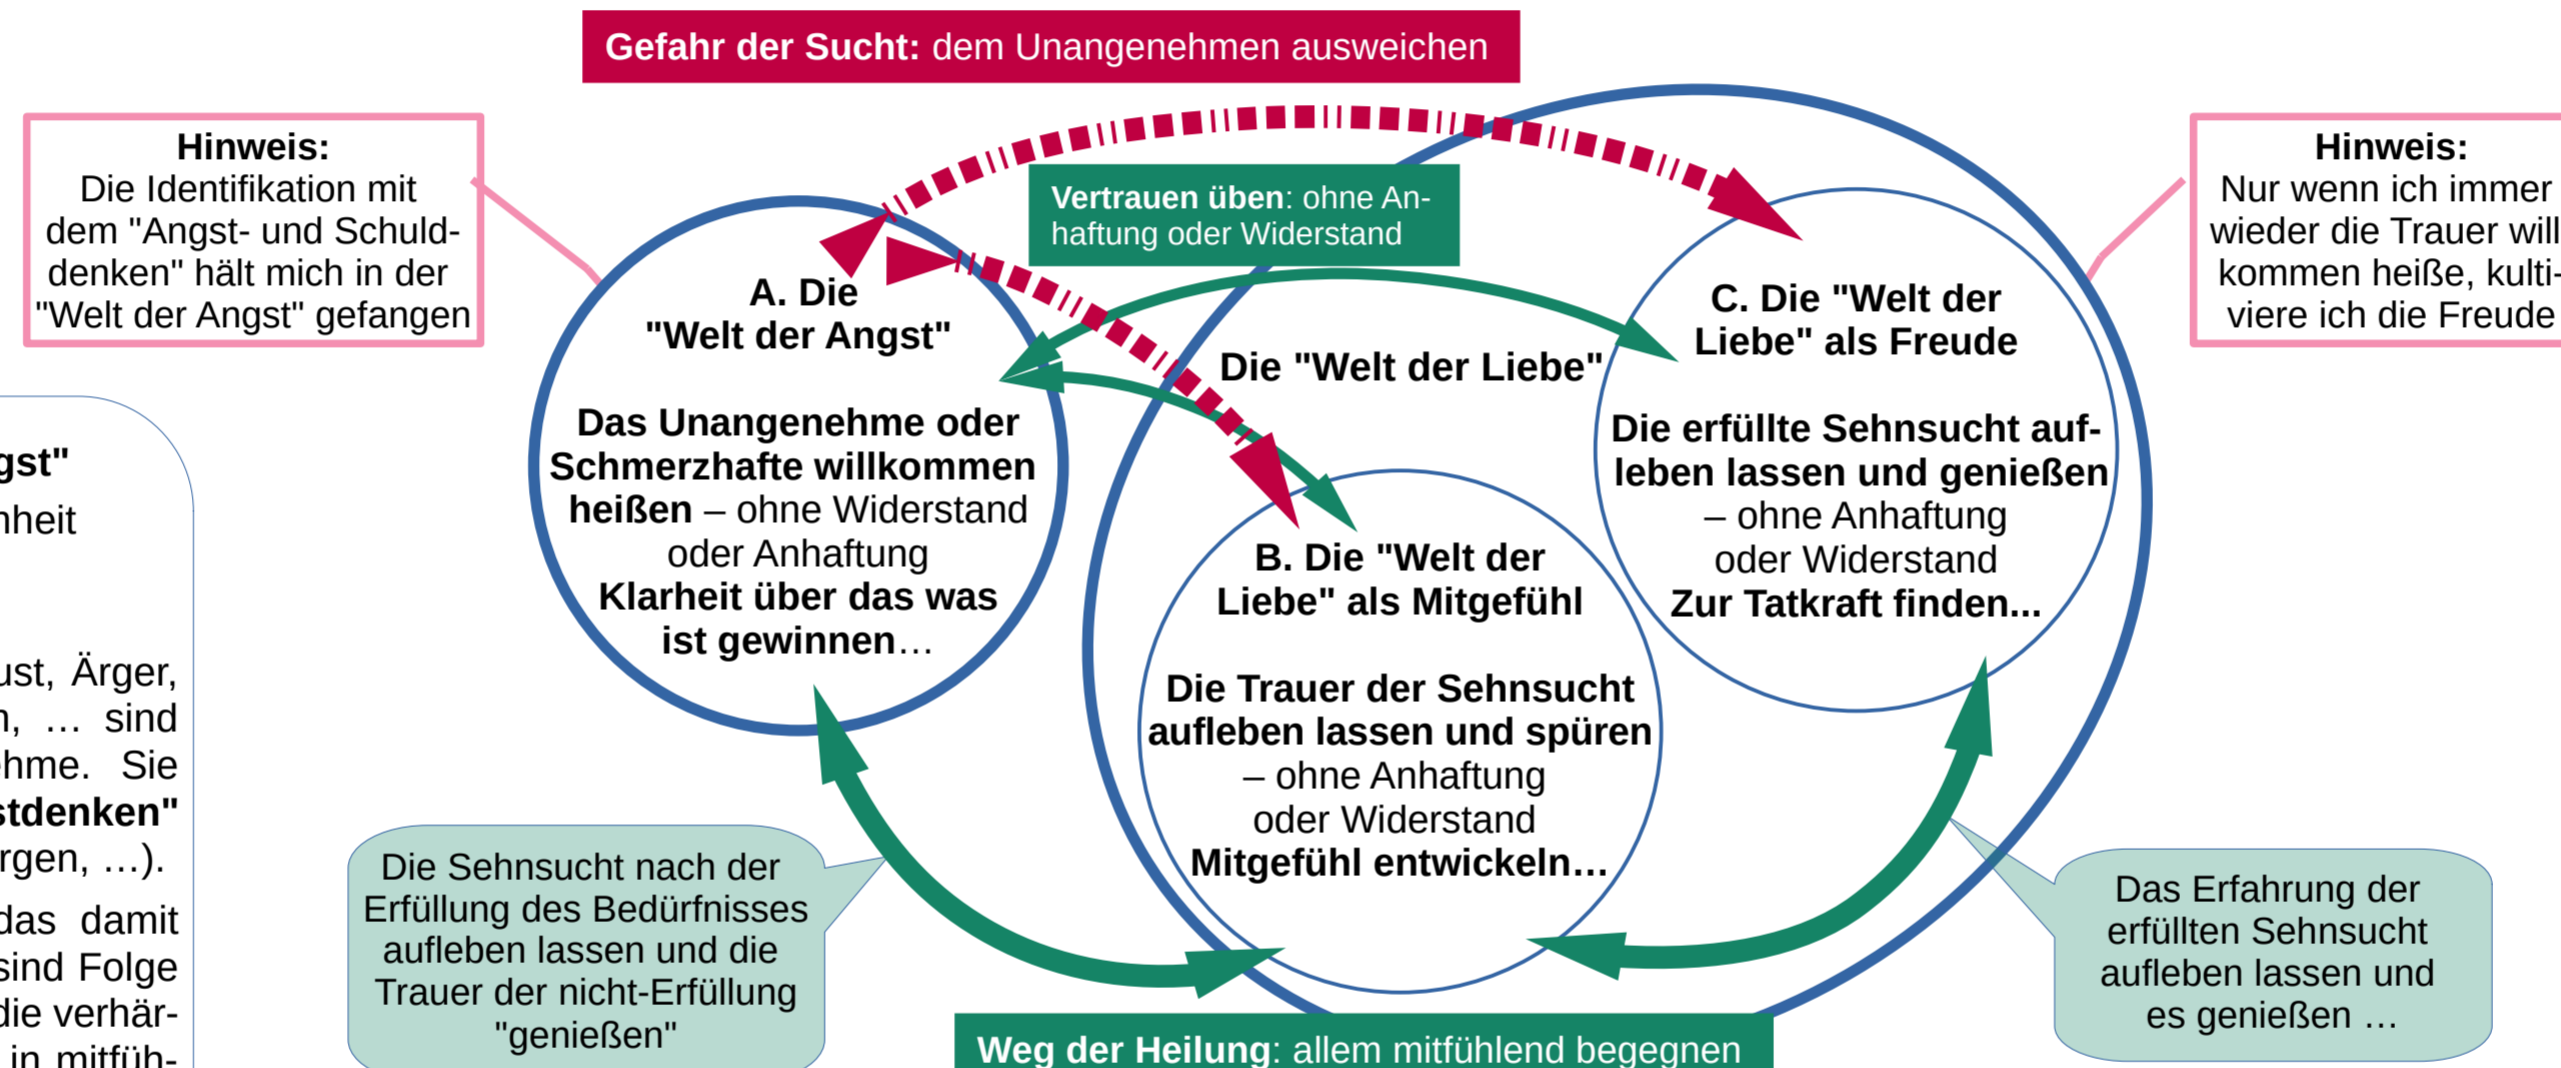 Gefahr der Sucht: dem Unangenehmen ausweichen
Hinweis:
Die Identifikation mit
dem "Angst- und Schuld-
denken" hält mich in der
"Welt der Angst" gefangen
Vertrauen üben: ohne An-
haftung oder Widerstand
Hinweis:
Nur wenn ich immer
wieder die Trauer will
kommen heiße, kulti-
viere ich die Freude
A. Die
"Welt der Angst"
Das Unangenehme oder
Schmerzhafte willkommen
heißen – ohne Widerstand
oder Anhaftung
Klarheit über das was
ist gewinnen…
Die "Welt der Liebe"
C. Die "Welt der
Liebe" als Freude
Die erfüllte Sehnsucht auf-
leben lassen und genießen
– ohne Anhaftung
oder Widerstand
Zur Tatkraft finden...
B. Die "Welt der
Liebe" als Mitgefühl
Die Trauer der Sehnsucht
aufleben lassen und spüren
– ohne Anhaftung
oder Widerstand
Mitgefühl entwickeln…
gst"
nheit
ust, Ärger,
n, … sind
ehme. Sie
stdenken"
rgen, …).
das damit
sind Folge
die verhär-
in mitfüh-
Die Sehnsucht nach der
Erfüllung des Bedürfnisses
aufleben lassen und die
Trauer der nicht-Erfüllung
"genießen"
Das Erfahrung der
erfüllten Sehnsucht
aufleben lassen und
es genießen …
Weg der Heilung: allem mitfühlend begegnen